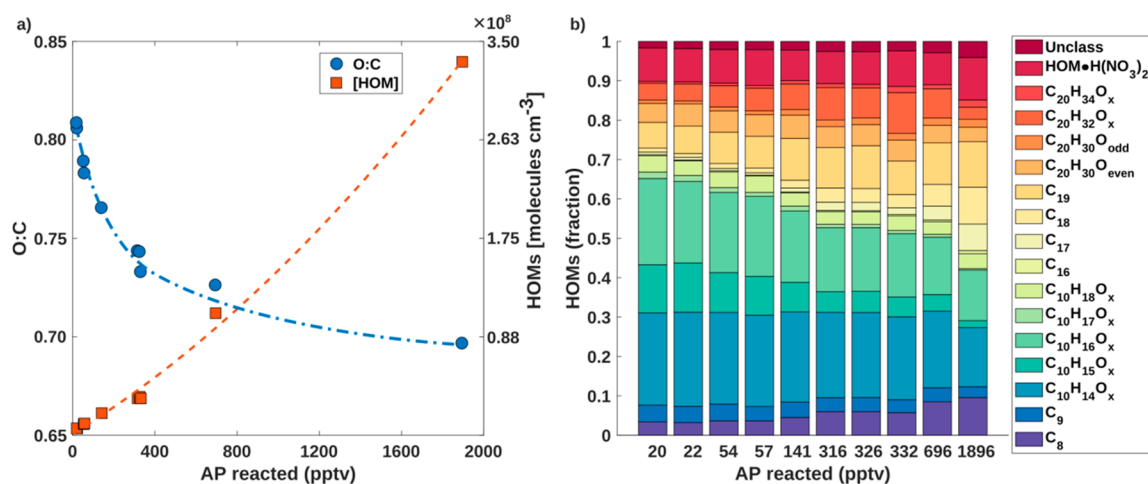 a)
×10⁸
0.85
0.80
0.75
0.70
0.65
O:C
3.50
2.63
1.75
0.88
0
HOMs [molecules cm⁻³]
O:C
[HOM]
0
400
800
1200
1600
2000
AP reacted (pptv)
b)
1
0.9
0.8
0.7
0.6
0.5
0.4
0.3
0.2
0.1
0
HOMs (fraction)
20
22
54
57
141
316
326
332
696
1896
AP reacted (pptv)
Unclass
HOM●H(NO₃)₂
C₂₀H₃₄Oₓ
C₂₀H₃₂Oₓ
C₂₀H₃₀O_odd
C₂₀H₃₀O_even
C₁₉
C₁₈
C₁₇
C₁₆
C₁₀H₁₈Oₓ
C₁₀H₁₇Oₓ
C₁₀H₁₆Oₓ
C₁₀H₁₅Oₓ
C₁₀H₁₄Oₓ
C₉
C₈